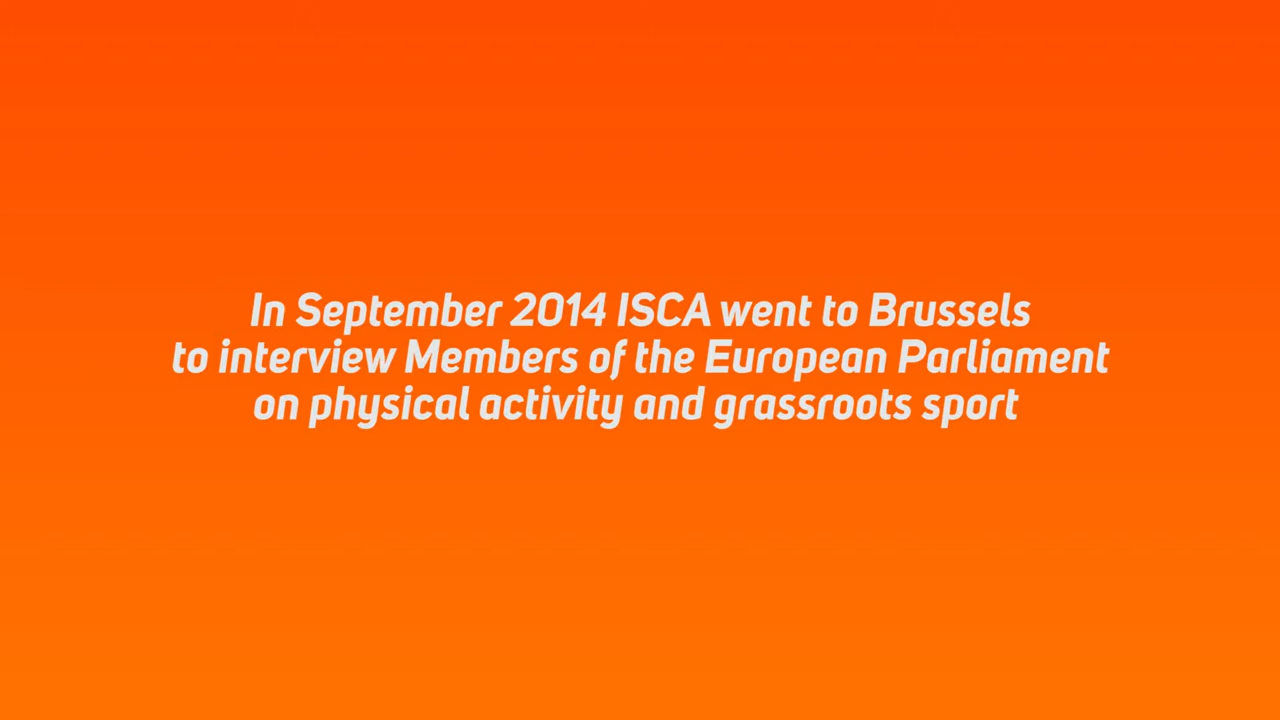 In September 2014 ISCA went to Brussels
to interview Members of the European Parliament
on physical activity and grassroots sport